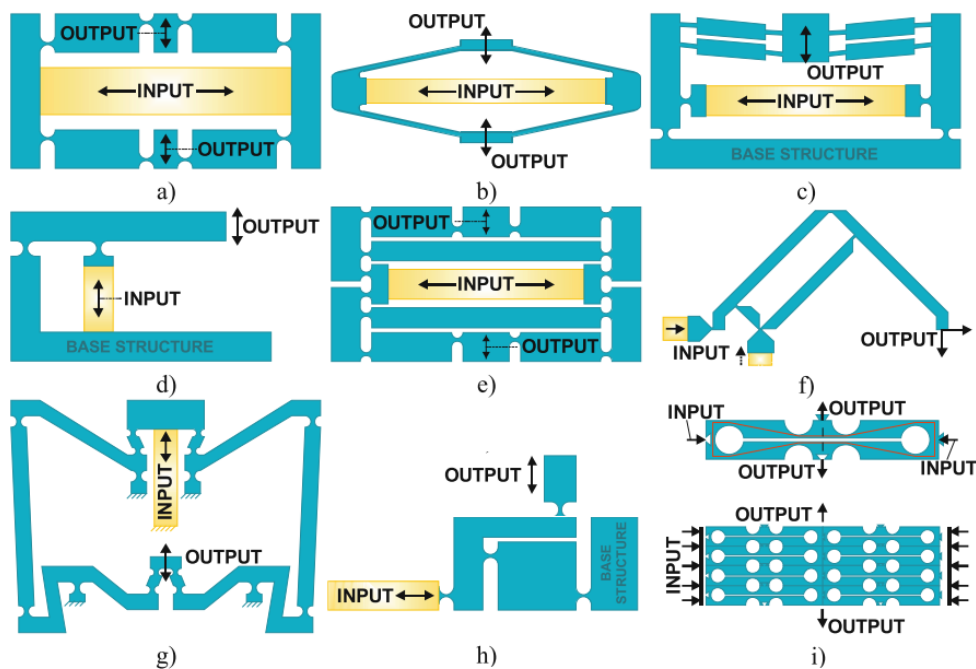 OUTPUT
INPUT
OUTPUT
a)
OUTPUT
INPUT
OUTPUT
b)
OUTPUT
INPUT
BASE STRUCTURE
c)
OUTPUT
INPUT
BASE STRUCTURE
d)
OUTPUT
INPUT
OUTPUT
e)
INPUT
OUTPUT
f)
INPUT
OUTPUT
g)
OUTPUT
INPUT
BASE
STRUCTURE
h)
INPUT
OUTPUT
OUTPUT
INPUT
OUTPUT
INPUT
OUTPUT
i)